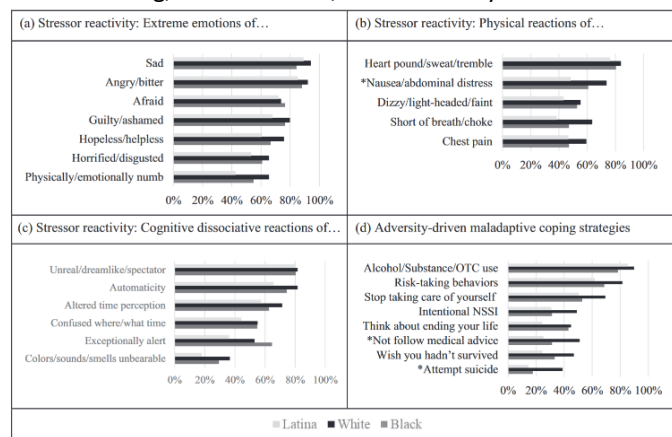 (a) Stressor reactivity: Extreme emotions of…
Sad
Angry/bitter
Afraid
Guilty/ashamed
Hopeless/helpless
Horrified/disgusted
Physically/emotionally numb
0% 20% 40% 60% 80% 100%
(b) Stressor reactivity: Physical reactions of…
Heart pound/sweat/tremble
*Nausea/abdominal distress
Dizzy/light-headed/faint
Short of breath/choke
Chest pain
0% 20% 40% 60% 80% 100%
(c) Stressor reactivity: Cognitive dissociative reactions of…
Unreal/dreamlike/spectator
Automaticity
Altered time perception
Confused where/what time
Exceptionally alert
Colors/sounds/smells unbearable
0% 20% 40% 60% 80% 100%
(d) Adversity-driven maladaptive coping strategies
Alcohol/Substance/OTC use
Risk-taking behaviors
Stop taking care of yourself
Intentional NSSI
Think about ending your life
*Not follow medical advice
Wish you hadn't survived
*Attempt suicide
0% 20% 40% 60% 80% 100%
Latina White Black